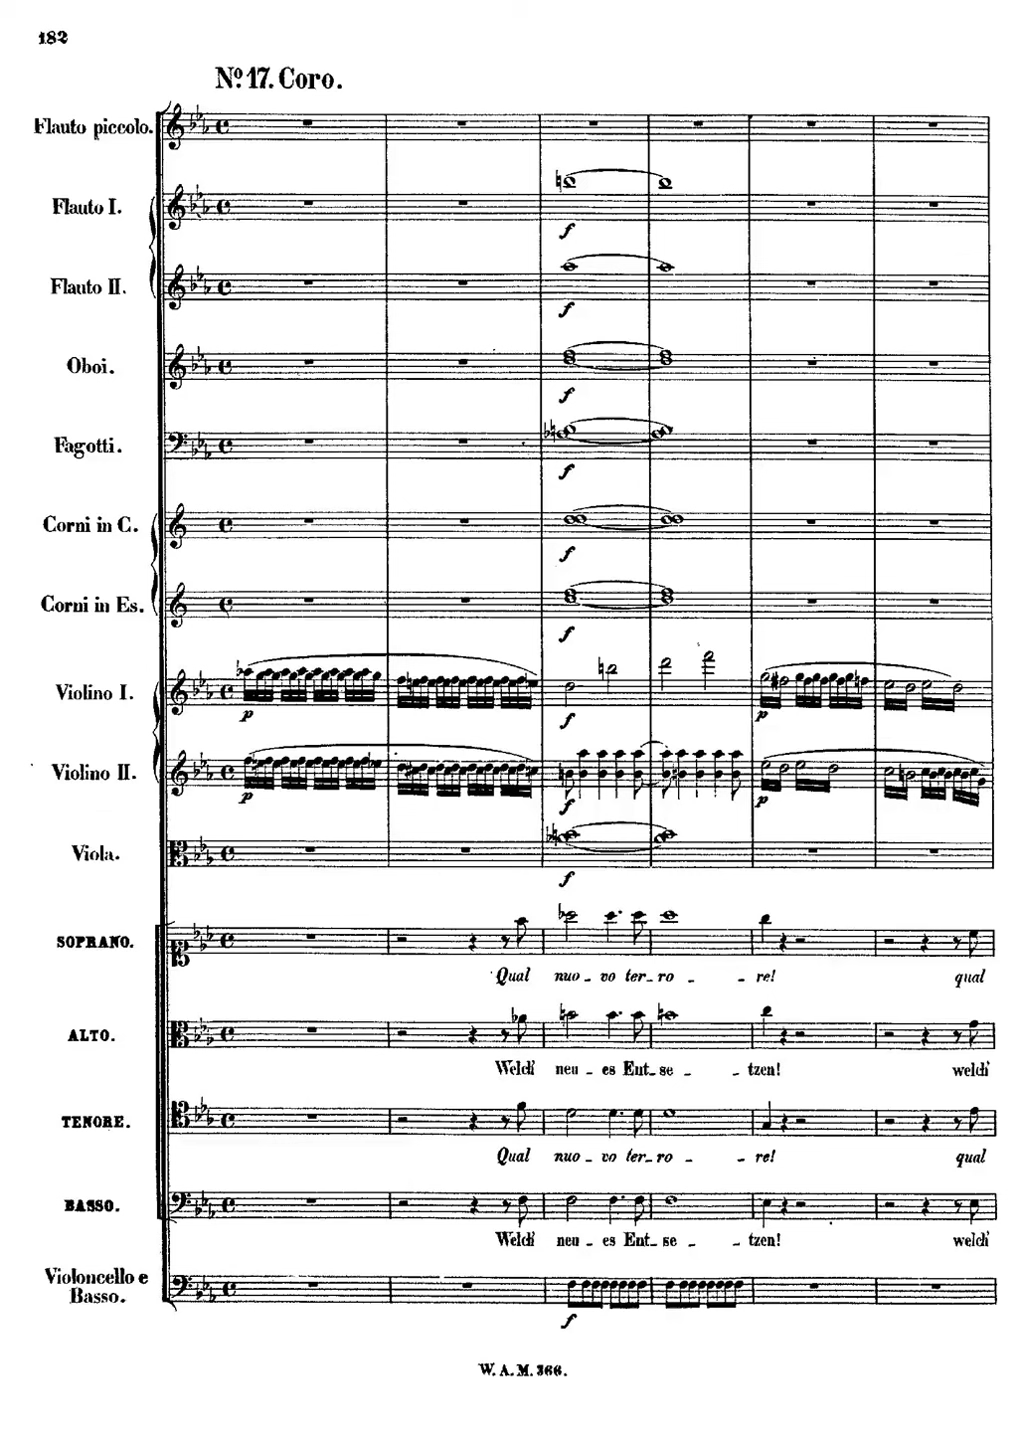 182
No. 17. Coro.
Flauto piccolo.
Flauto I.
f
Flauto II.
f
Oboi.
f
Fagotti.
f
Corni in C.
f
Corni in Es.
f
Violino I.
p f p
Violino II.
p f p
Viola.
f
SOPRANO.
Qual nuo - vo ter - ro - - re! qual
ALTO.
Welch' neu - es Ent - se - - tzen! welch'
TENORE.
Qual nuo - vo ter - ro - - re! qual
BASSO.
Welch' neu - es Ent - se - - tzen! welch'
Violoncello e
Basso.
f
W. A. M. 366.